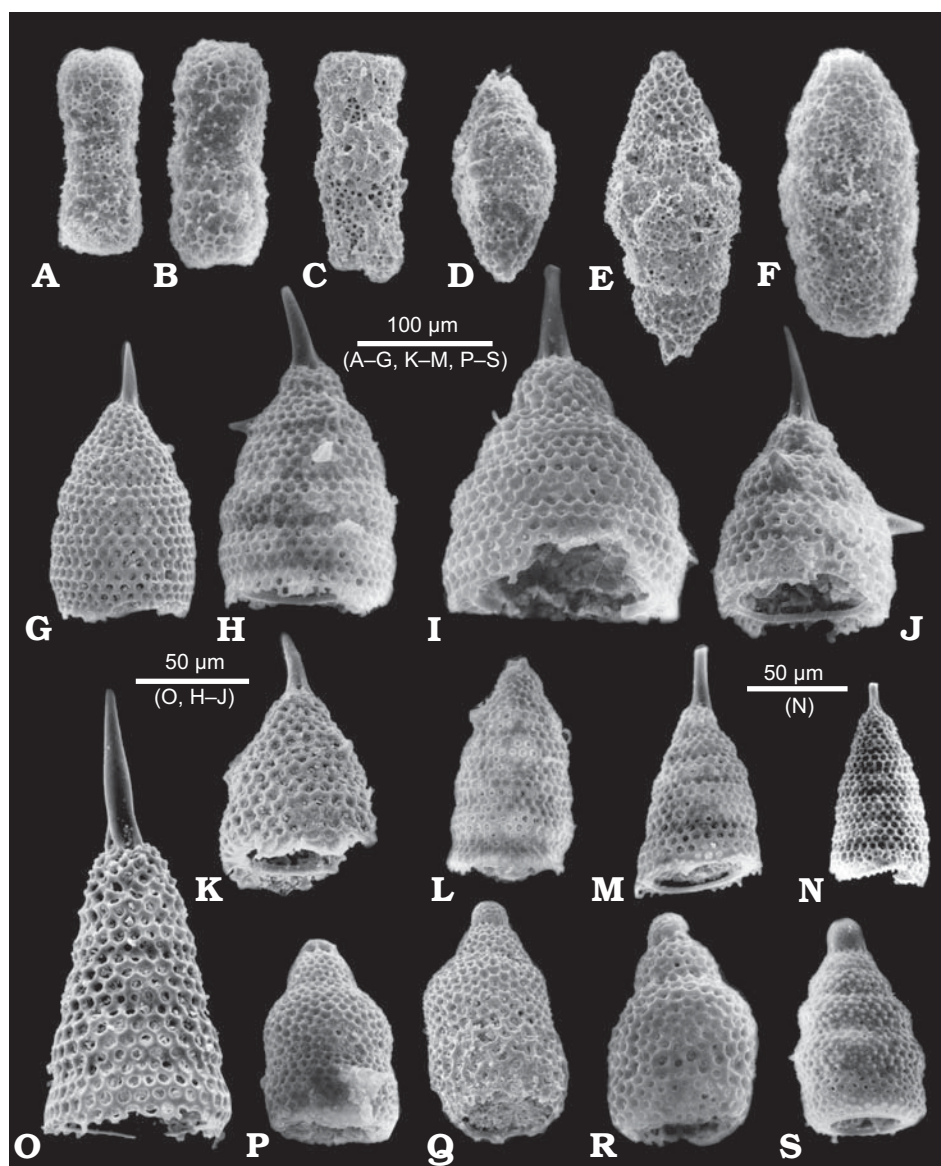 A B C D E F
100 µm
(A–G, K–M, P–S)
G H I J
50 µm
(O, H–J)
50 µm
(N)
K L M N
O P Q R S